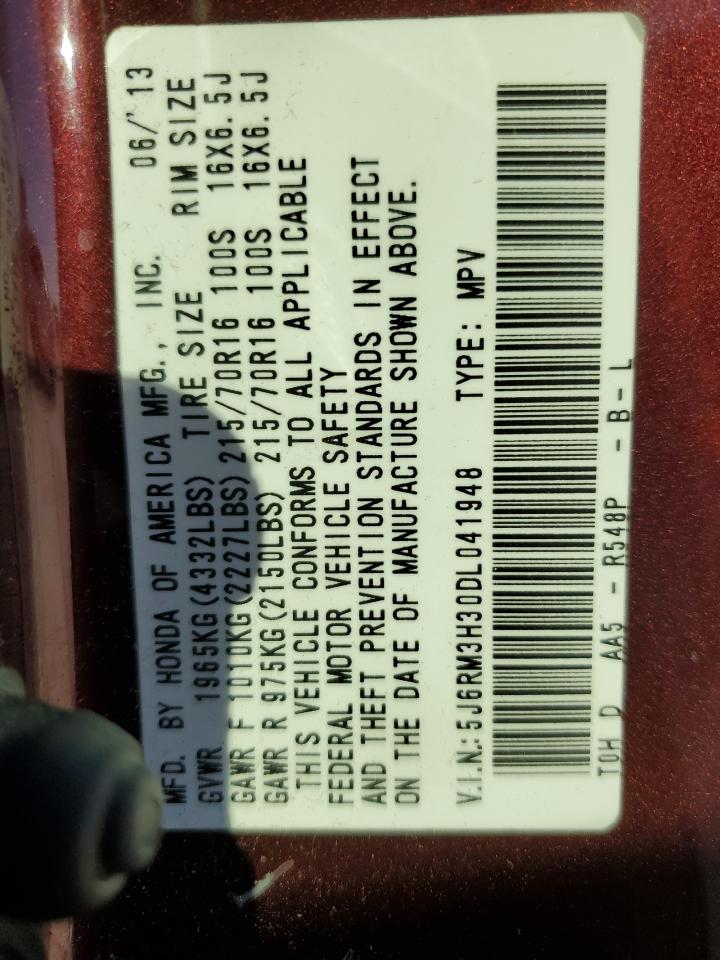 MFD. BY HONDA OF AMERICA MFG., INC. 06/'13
GVWR 1965KG(4332LBS) TIRE SIZE RIM SIZE
GAWR F 1010KG(2227LBS) 215/70R16 100S 16X6.5J
GAWR R 975KG(2150LBS) 215/70R16 100S 16X6.5J
THIS VEHICLE CONFORMS TO ALL APPLICABLE
FEDERAL MOTOR VEHICLE SAFETY
AND THEFT PREVENTION STANDARDS IN EFFECT
ON THE DATE OF MANUFACTURE SHOWN ABOVE.
V.I.N.: 5J6RM3H30DL041948 TYPE: MPV
TOH D AA5 - R548P - B - L